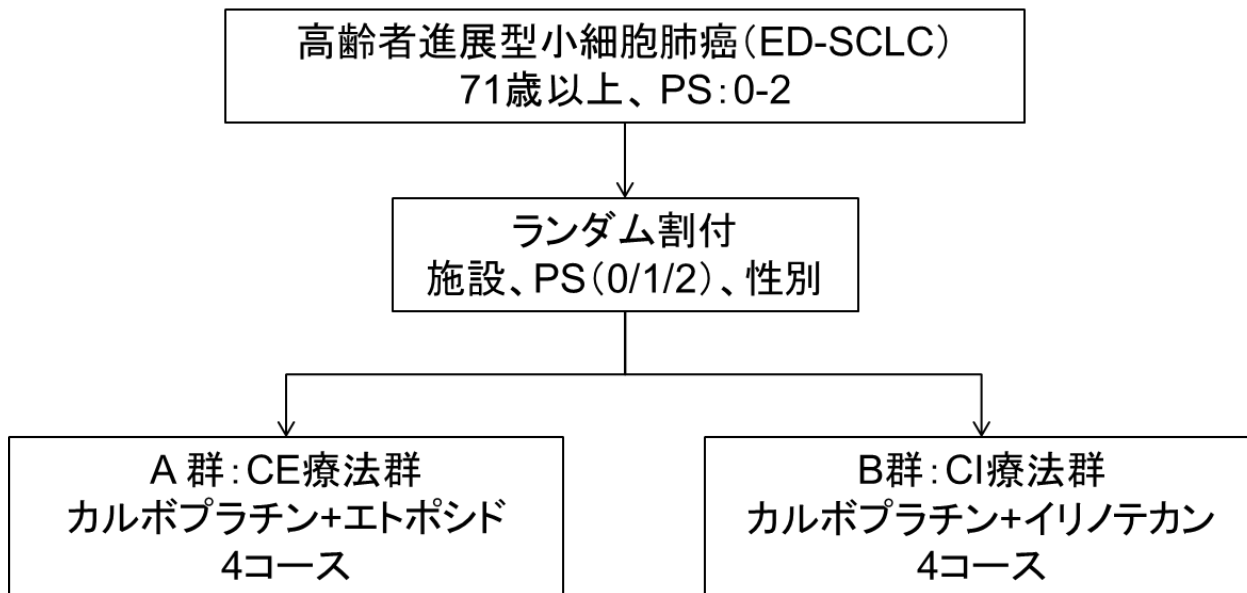 高齢者進展型小細胞肺癌（ED-SCLC）
71歳以上、PS：0-2
ランダム割付
施設、PS（0/1/2）、性別
A 群：CE療法群
カルボプラチン+エトポシド
4コース
B群：CI療法群
カルボプラチン+イリノテカン
4コース